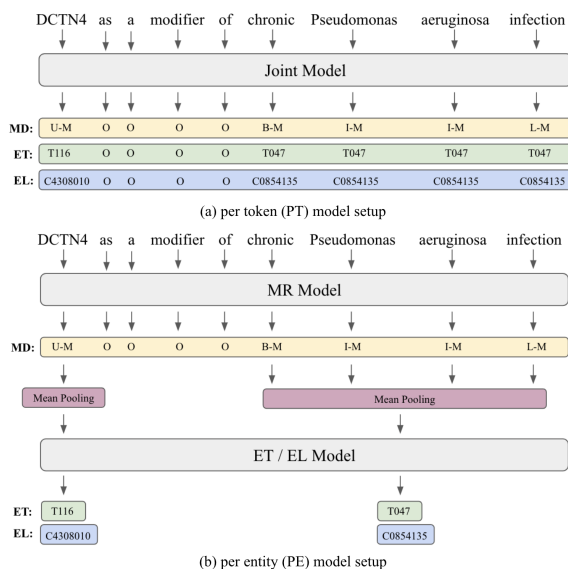 DCTN4 as a modifier of chronic Pseudomonas aeruginosa infection
Joint Model
MD: U-M O O O O B-M I-M I-M L-M
ET: T116 O O O O T047 T047 T047 T047
EL: C4308010 O O O O C0854135 C0854135 C0854135 C0854135
(a) per token (PT) model setup
DCTN4 as a modifier of chronic Pseudomonas aeruginosa infection
MR Model
MD: U-M O O O O B-M I-M I-M L-M
Mean Pooling Mean Pooling
ET / EL Model
ET: T116 T047
EL: C4308010 C0854135
(b) per entity (PE) model setup